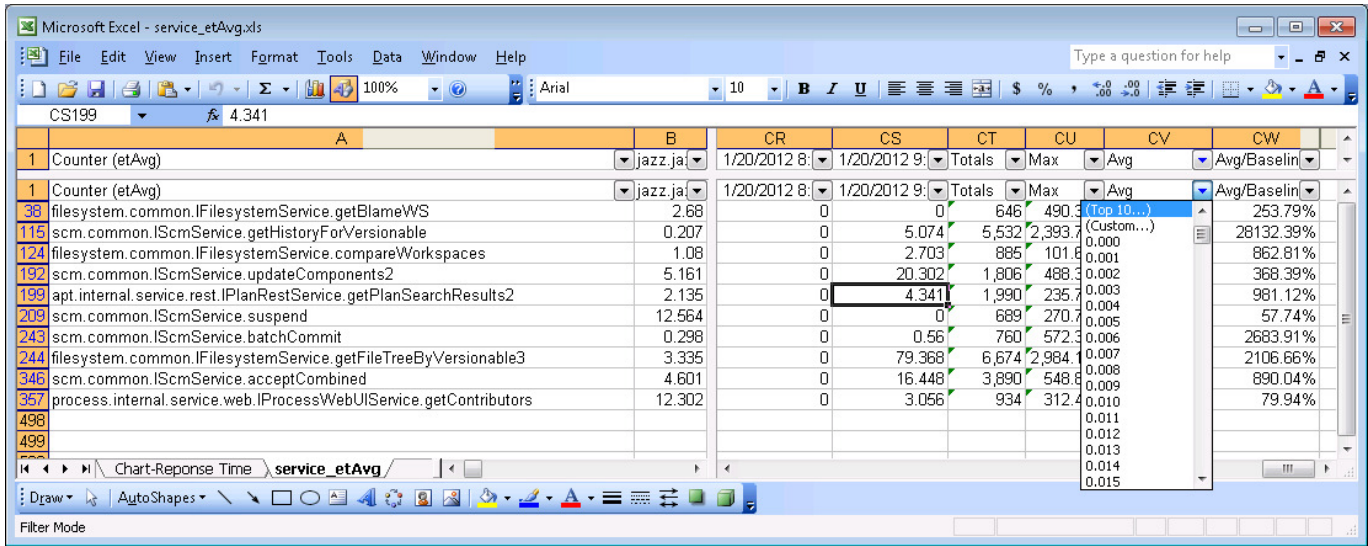 Microsoft Excel - service_etAvg.xls
File Edit View Insert Format Tools Data Window Help Type a question for help
100% Arial 10 B I U $ % ,
CS199 fx 4.341
A B CR CS CT CU CV CW
1 Counter (etAvg) jazz.ja 1/20/2012 8: 1/20/2012 9: Totals Max Avg Avg/Baselin
1 Counter (etAvg) jazz.ja 1/20/2012 8: 1/20/2012 9: Totals Max Avg Avg/Baselin
38 filesystem.common.IFilesystemService.getBlameWS 2.68 0 0 646 490.3 253.79%
115 scm.common.IScmService.getHistoryForVersionable 0.207 0 5.074 5,532 2,393.7 28132.39%
124 filesystem.common.IFilesystemService.compareWorkspaces 1.08 0 2.703 885 101.6 862.81%
192 scm.common.IScmService.updateComponents2 5.161 0 20.302 1,806 488.3 368.39%
199 apt.internal.service.rest.IPlanRestService.getPlanSearchResults2 2.135 0 4.341 1,990 235.7 981.12%
209 scm.common.IScmService.suspend 12.564 0 0 689 270.7 57.74%
243 scm.common.IScmService.batchCommit 0.298 0 0.56 760 572.3 2683.91%
244 filesystem.common.IFilesystemService.getFileTreeByVersionable3 3.335 0 79.368 6,674 2,984.1 2106.66%
346 scm.common.IScmService.acceptCombined 4.601 0 16.448 3,890 548.8 890.04%
357 process.internal.service.web.IProcessWebUIService.getContributors 12.302 0 3.056 934 312.4 79.94%
498
499
(Top 10...)
(Custom...)
0.000
0.001
0.002
0.003
0.004
0.005
0.006
0.007
0.008
0.009
0.010
0.011
0.012
0.013
0.014
0.015
Chart-Reponse Time service_etAvg
Draw AutoShapes A
Filter Mode